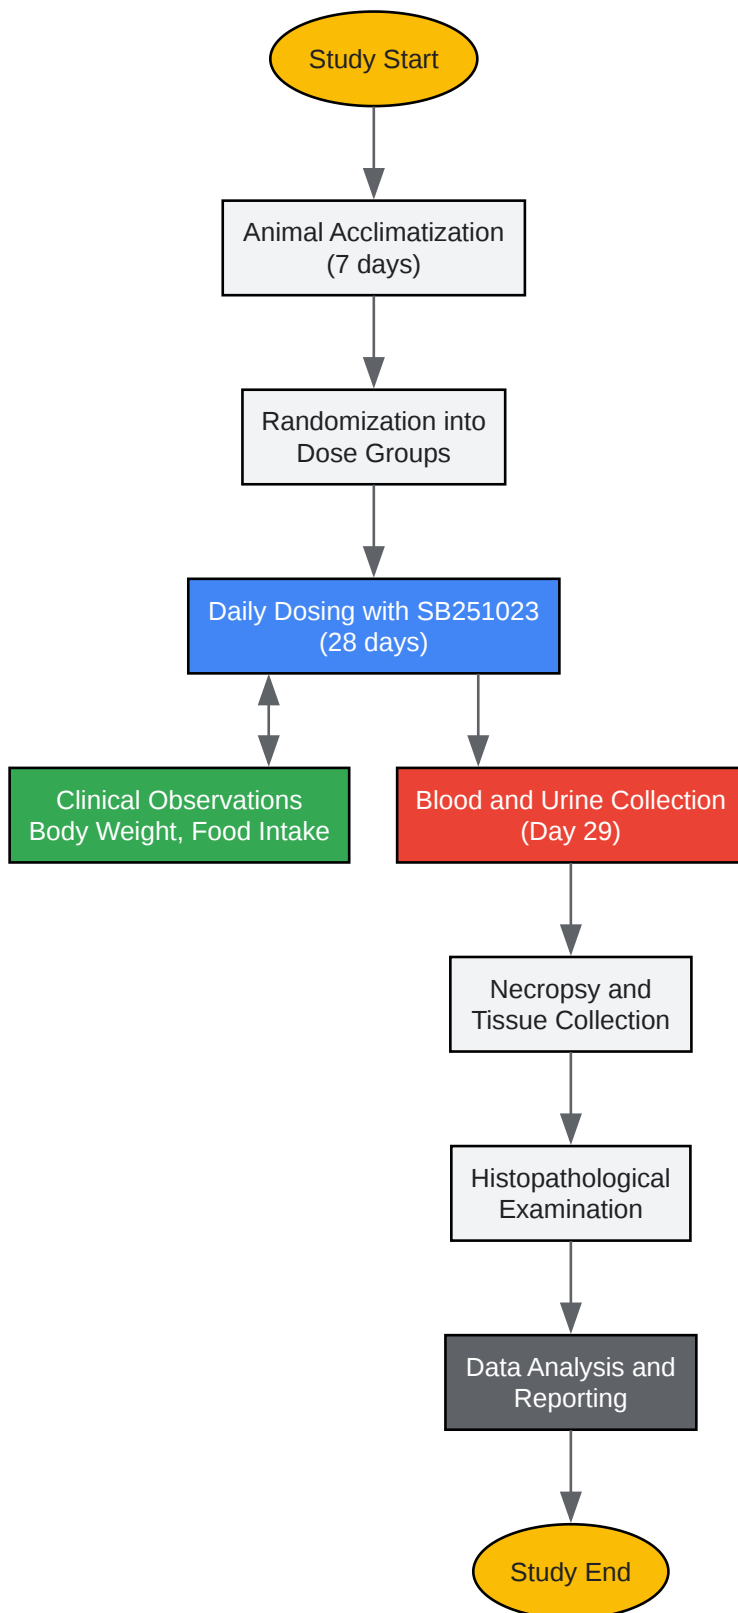 Study Start
Animal Acclimatization
(7 days)
Randomization into
Dose Groups
Daily Dosing with SB251023
(28 days)
Clinical Observations
Body Weight, Food Intake
Blood and Urine Collection
(Day 29)
Necropsy and
Tissue Collection
Histopathological
Examination
Data Analysis and
Reporting
Study End